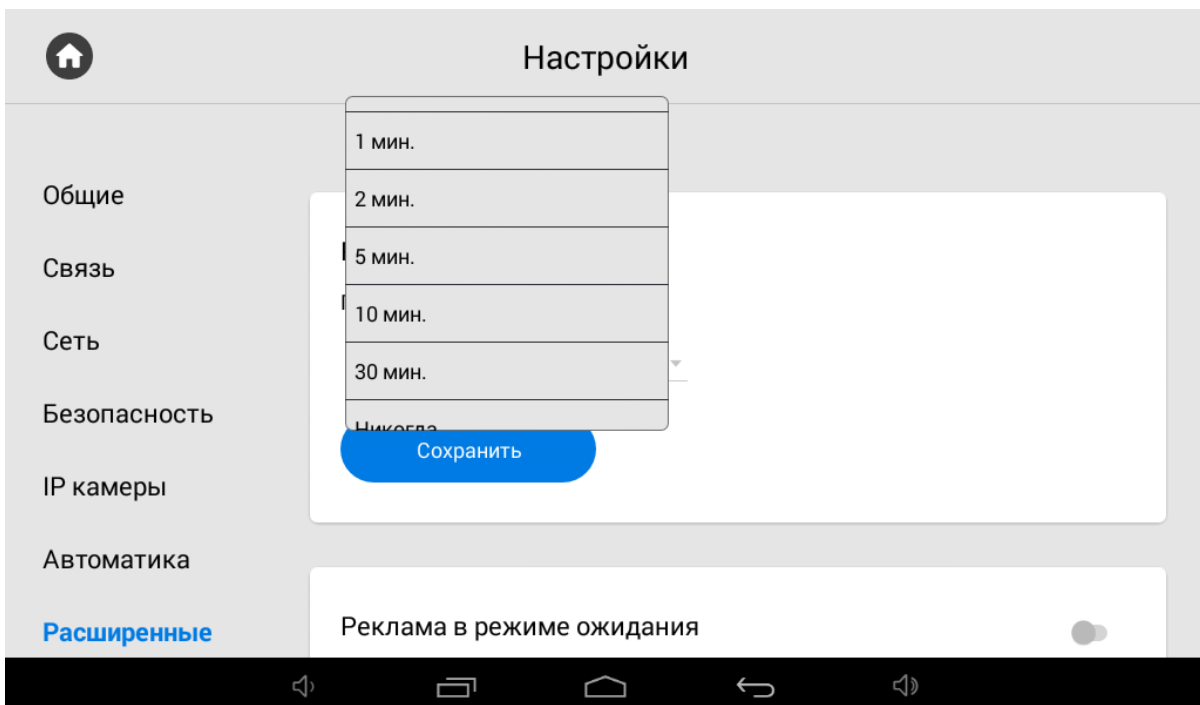 Настройки
1 мин.
2 мин.
5 мин.
10 мин.
30 мин.
Никогда
Сохранить
Общие
Связь
Сеть
Безопасность
IP камеры
Автоматика
Расширенные
Реклама в режиме ожидания